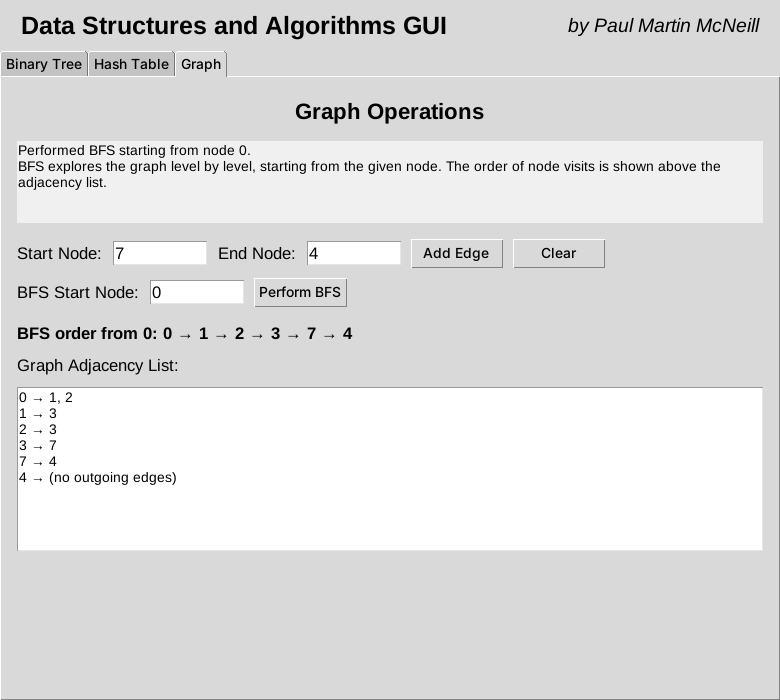 Data Structures and Algorithms GUI
by Paul Martin McNeill
Binary Tree
Hash Table
Graph
Graph Operations
Performed BFS starting from node 0.
BFS explores the graph level by level, starting from the given node. The order of node visits is shown above the
adjacency list.
Start Node: 7 End Node: 4 Add Edge Clear
BFS Start Node: 0 Perform BFS
BFS order from 0: 0 → 1 → 2 → 3 → 7 → 4
Graph Adjacency List:
0 → 1, 2
1 → 3
2 → 3
3 → 7
7 → 4
4 → (no outgoing edges)